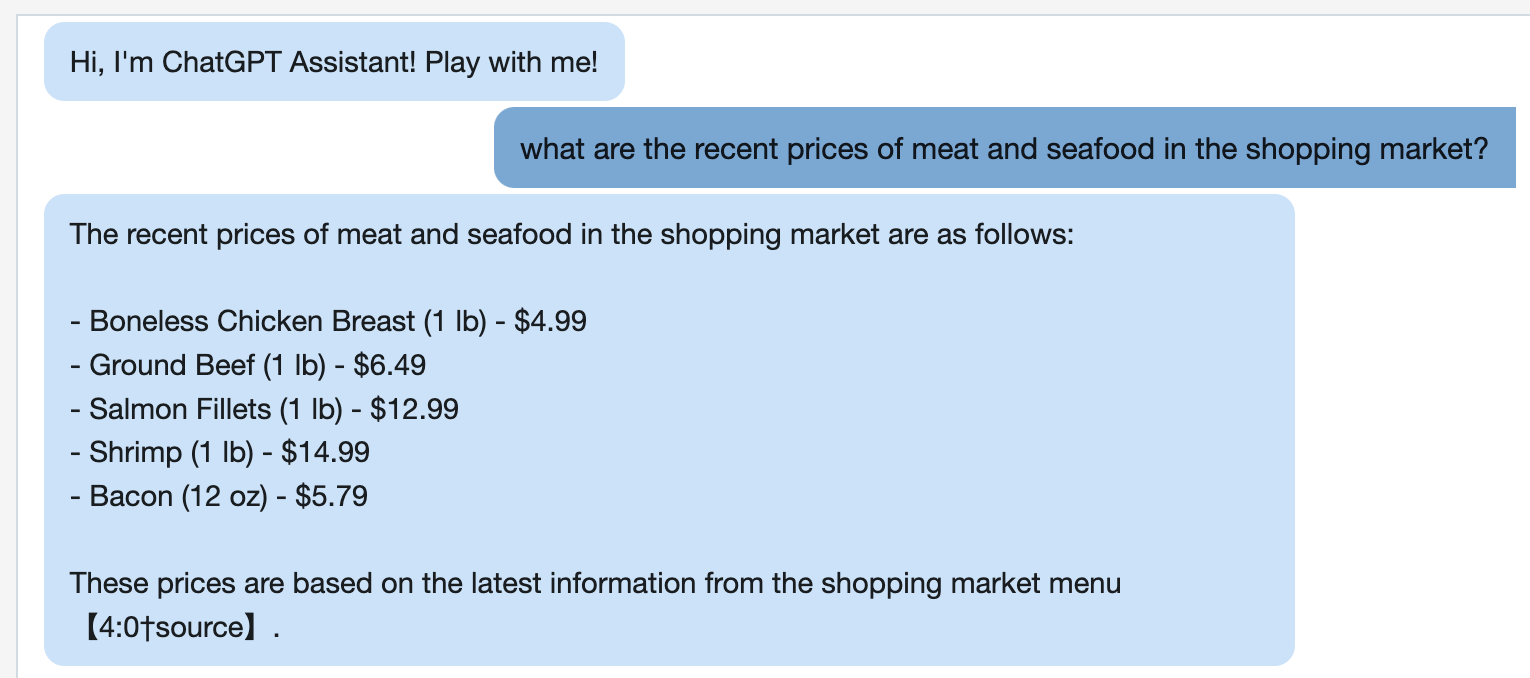 Hi, I'm ChatGPT Assistant! Play with me!
what are the recent prices of meat and seafood in the shopping market?
The recent prices of meat and seafood in the shopping market are as follows:
- Boneless Chicken Breast (1 lb) - $4.99
- Ground Beef (1 lb) - $6.49
- Salmon Fillets (1 lb) - $12.99
- Shrimp (1 lb) - $14.99
- Bacon (12 oz) - $5.79
These prices are based on the latest information from the shopping market menu
【4:0†source】.